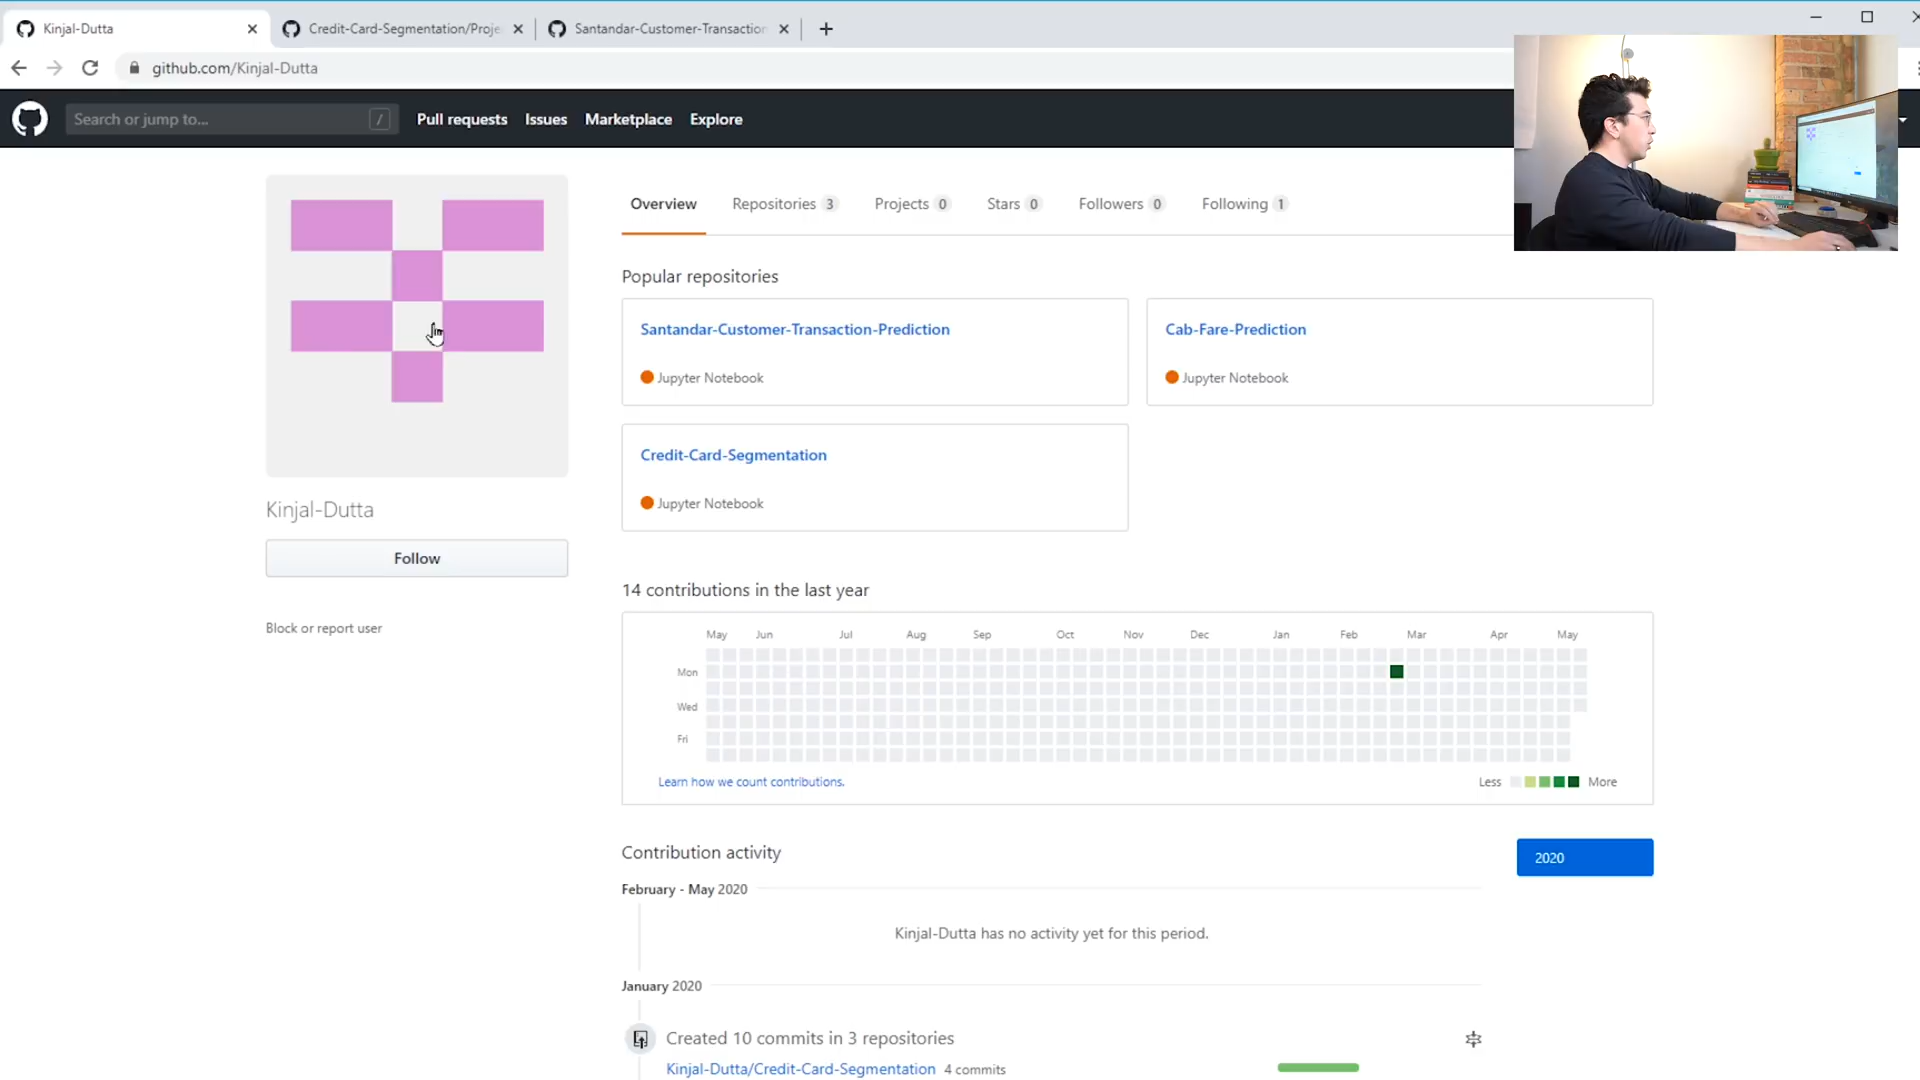 Kinjal-Dutta
Credit-Card-Segmentation/Proje
Santandar-Customer-Transaction
github.com/Kinjal-Dutta
Search or jump to...
/
Pull requests
Issues
Marketplace
Explore
Overview
Repositories 3
Projects 0
Stars 0
Followers 0
Following 1
Popular repositories
Santandar-Customer-Transaction-Prediction
Jupyter Notebook
Cab-Fare-Prediction
Jupyter Notebook
Credit-Card-Segmentation
Jupyter Notebook
Kinjal-Dutta
Follow
Block or report user
14 contributions in the last year
May Jun Jul Aug Sep Oct Nov Dec Jan Feb Mar Apr May
Mon
Wed
Fri
Learn how we count contributions.
Less
More
Contribution activity
2020
February - May 2020
Kinjal-Dutta has no activity yet for this period.
January 2020
Created 10 commits in 3 repositories
Kinjal-Dutta/Credit-Card-Segmentation 4 commits